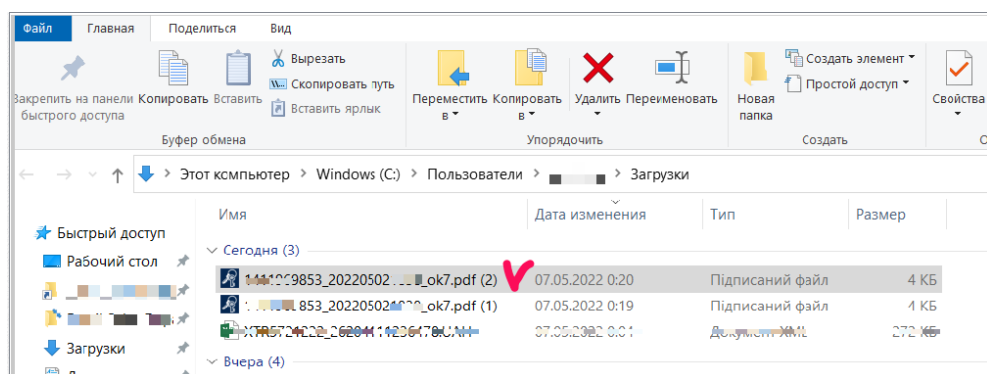 Файл Главная Поделиться Вид
Закрепить на панели быстрого доступа
Копировать
Вставить
Вырезать
Скопировать путь
Вставить ярлык
Буфер обмена
Переместить в
Копировать в
Удалить
Переименовать
Упорядочить
Новая папка
Создать элемент
Простой доступ
Создать
Свойства
Этот компьютер > Windows (C:) > Пользователи > > Загрузки
Имя Дата изменения Тип Размер
Быстрый доступ
Рабочий стол
Загрузки
Сегодня (3)
_ok7.pdf (2) 07.05.2022 0:20 Підписаний файл 4 КБ
_ok7.pdf (1) 07.05.2022 0:19 Підписаний файл 4 КБ
Вчера (4)